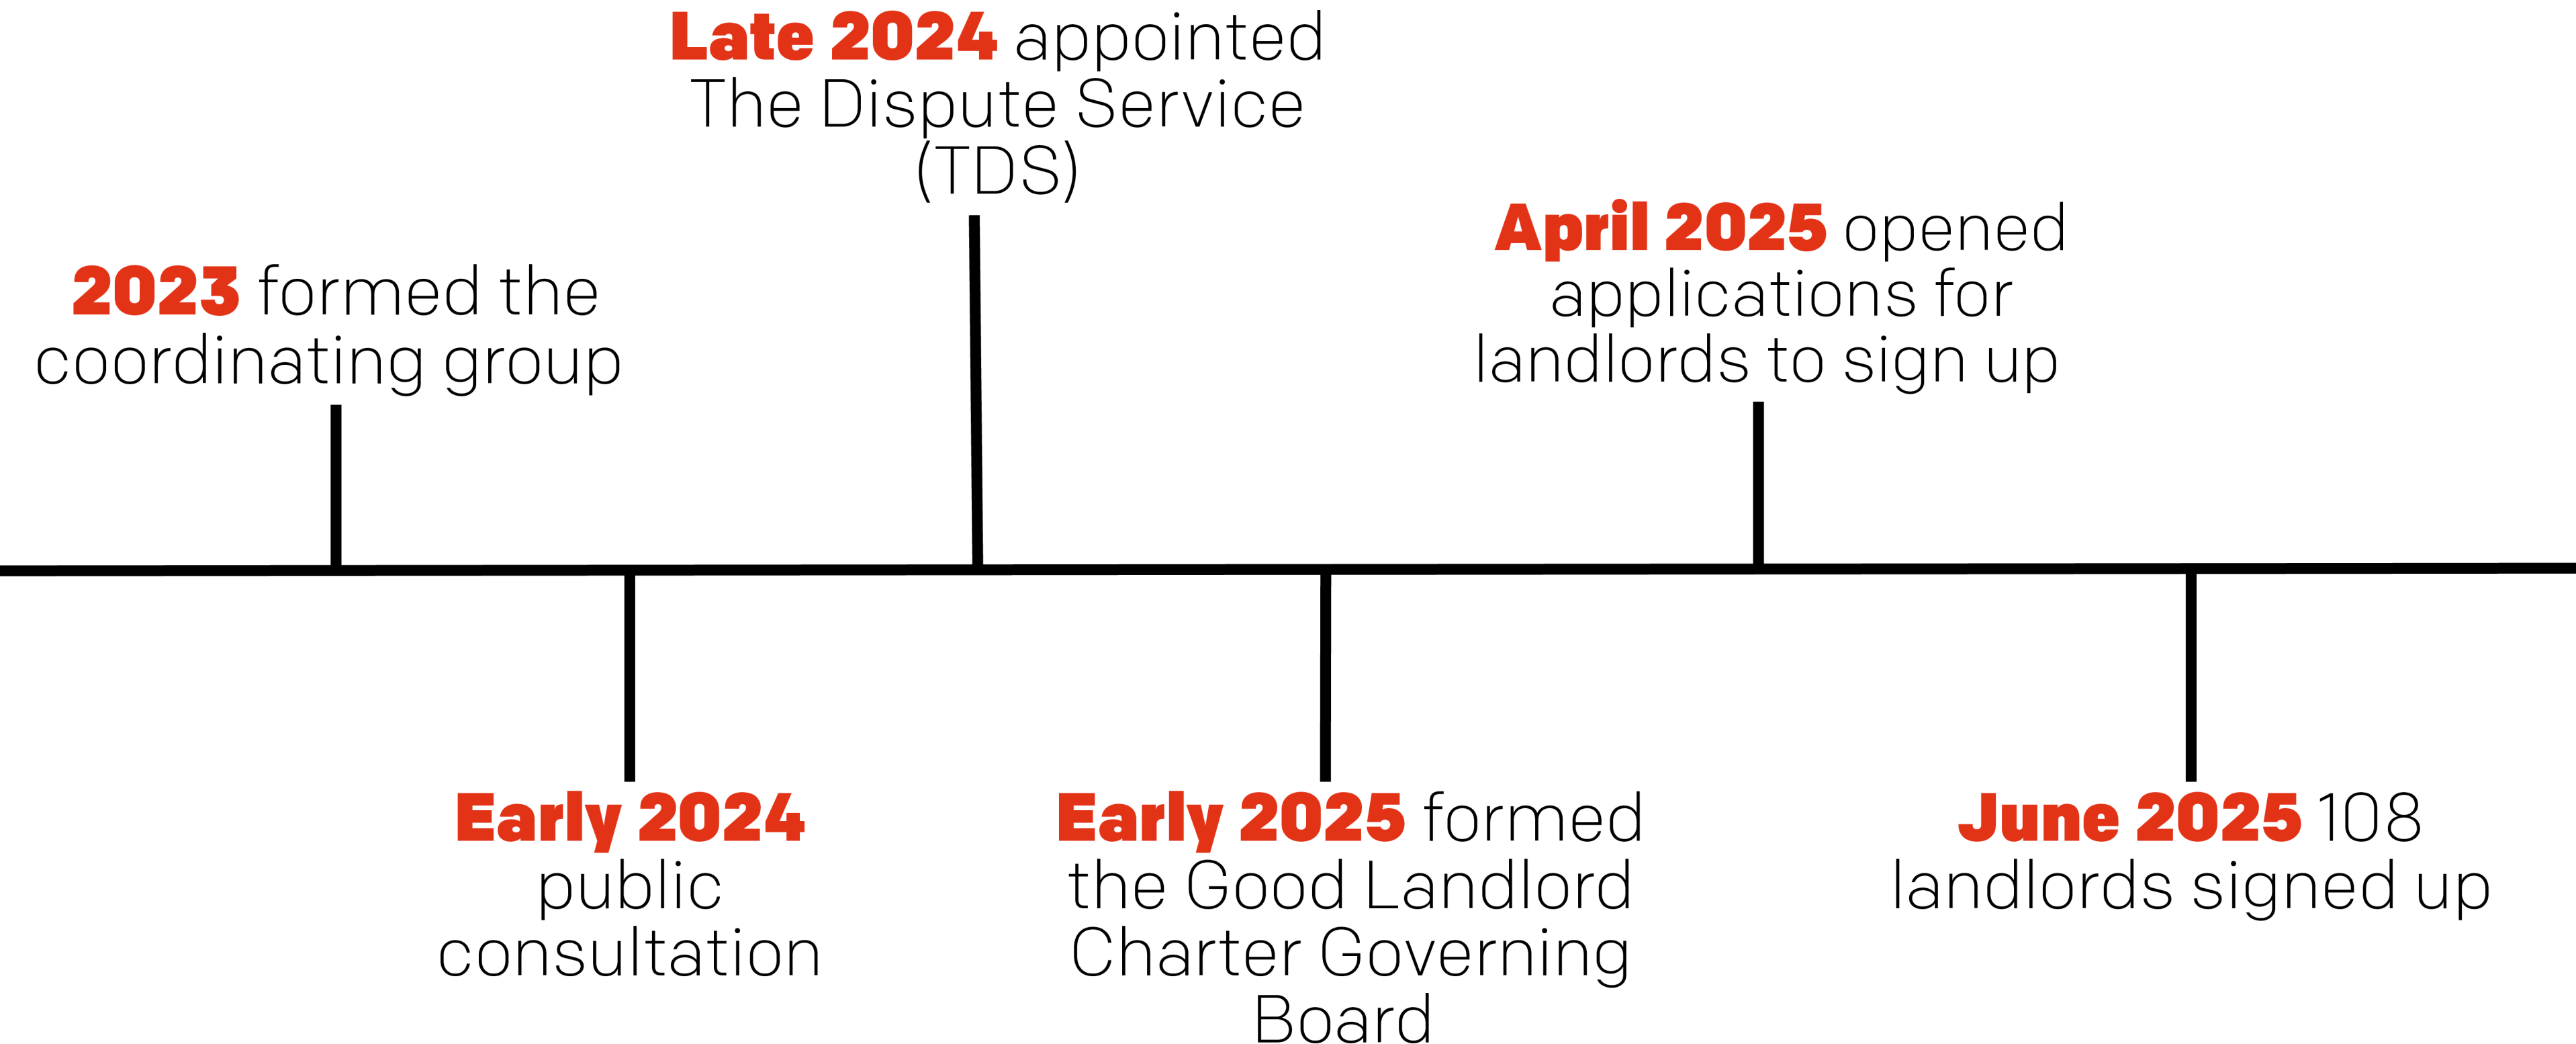 2023 formed the
coordinating group
Early 2024
public
consultation
Late 2024 appointed
The Dispute Service
(TDS)
Early 2025 formed
the Good Landlord
Charter Governing
Board
April 2025 opened
applications for
landlords to sign up
June 2025 108
landlords signed up